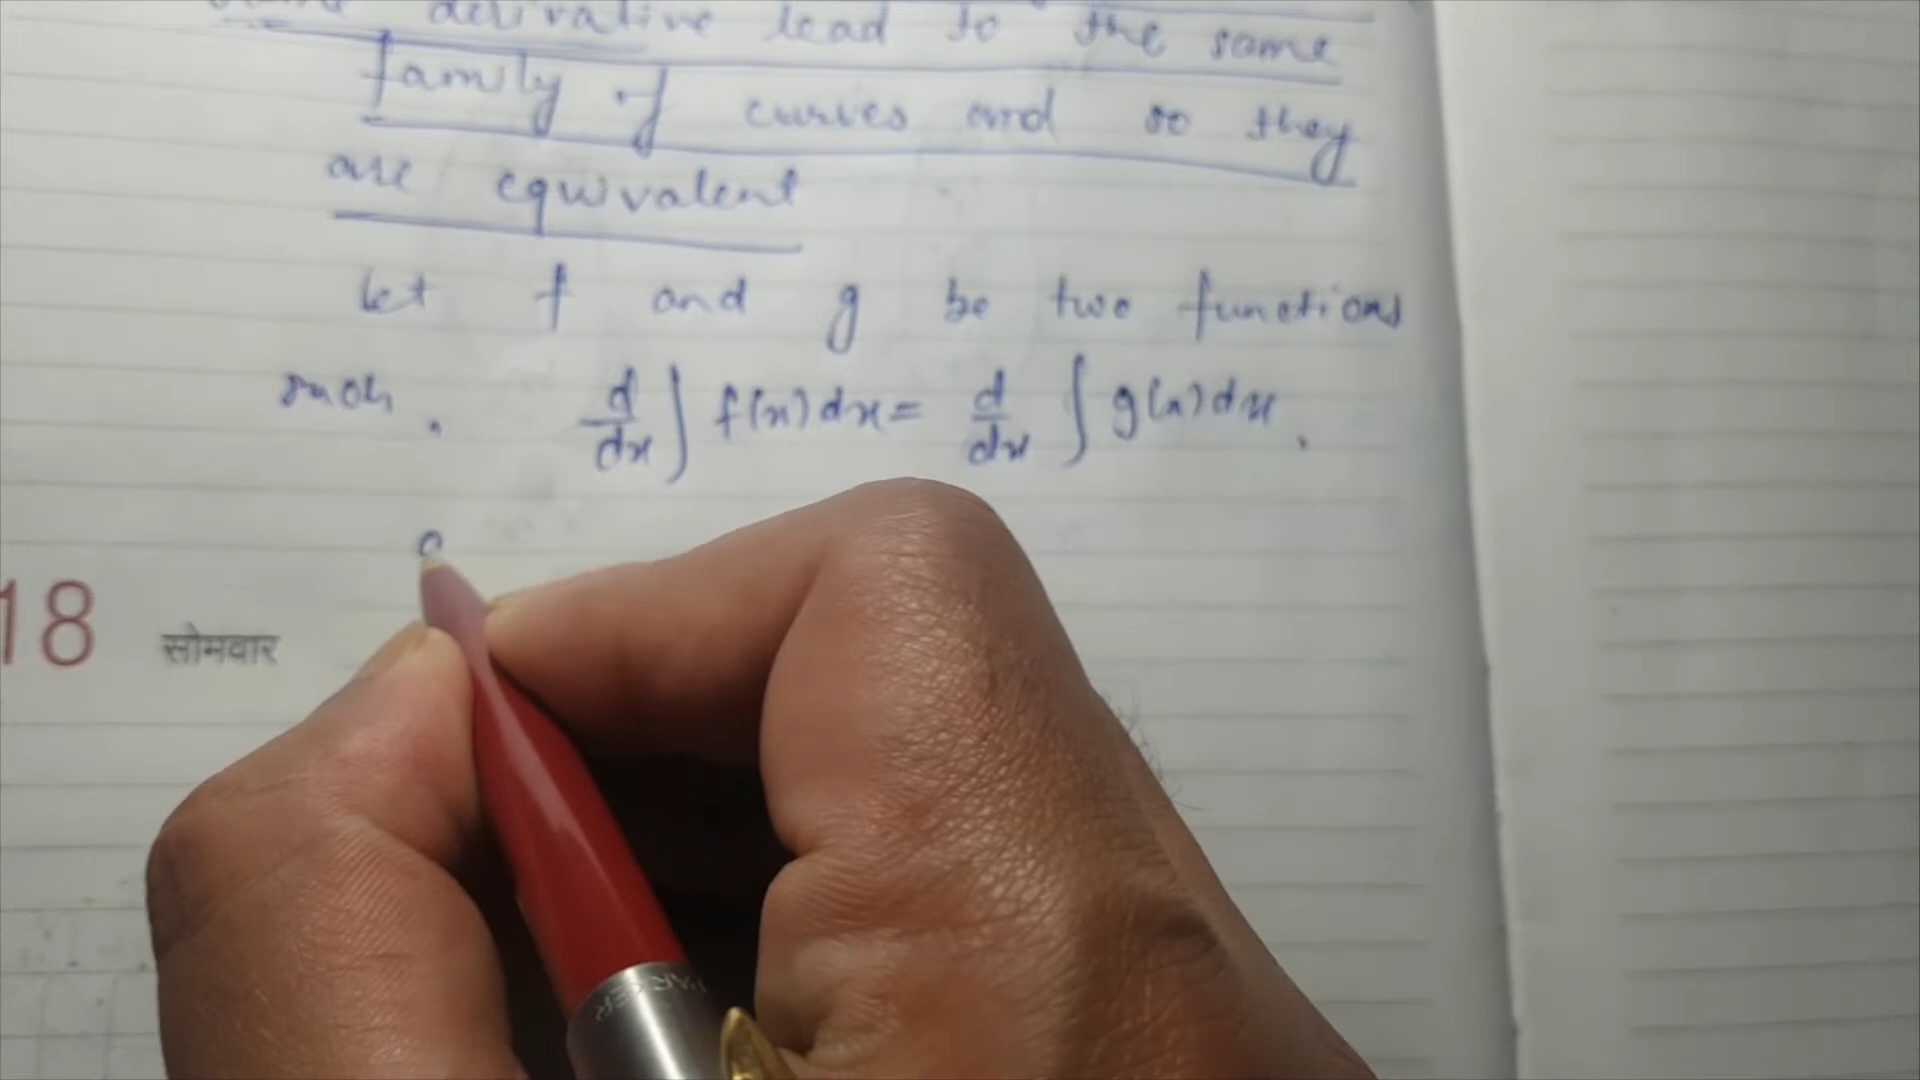 derivative lead to the same
family of curves and so they
are equivalent
let f and g be two functions
such. d/dx ∫ f(x) dx = d/dx ∫ g(x) dx.
18 सोमवार
PARKER